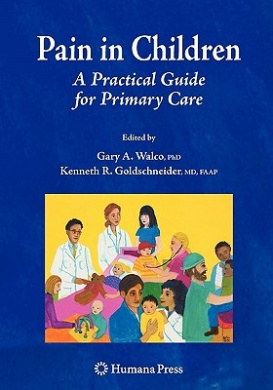 Pain in Children
A Practical Guide
for Primary Care
Edited by
Gary A. Walco, PhD
Kenneth R. Goldschneider, MD, FAAP
Humana Press